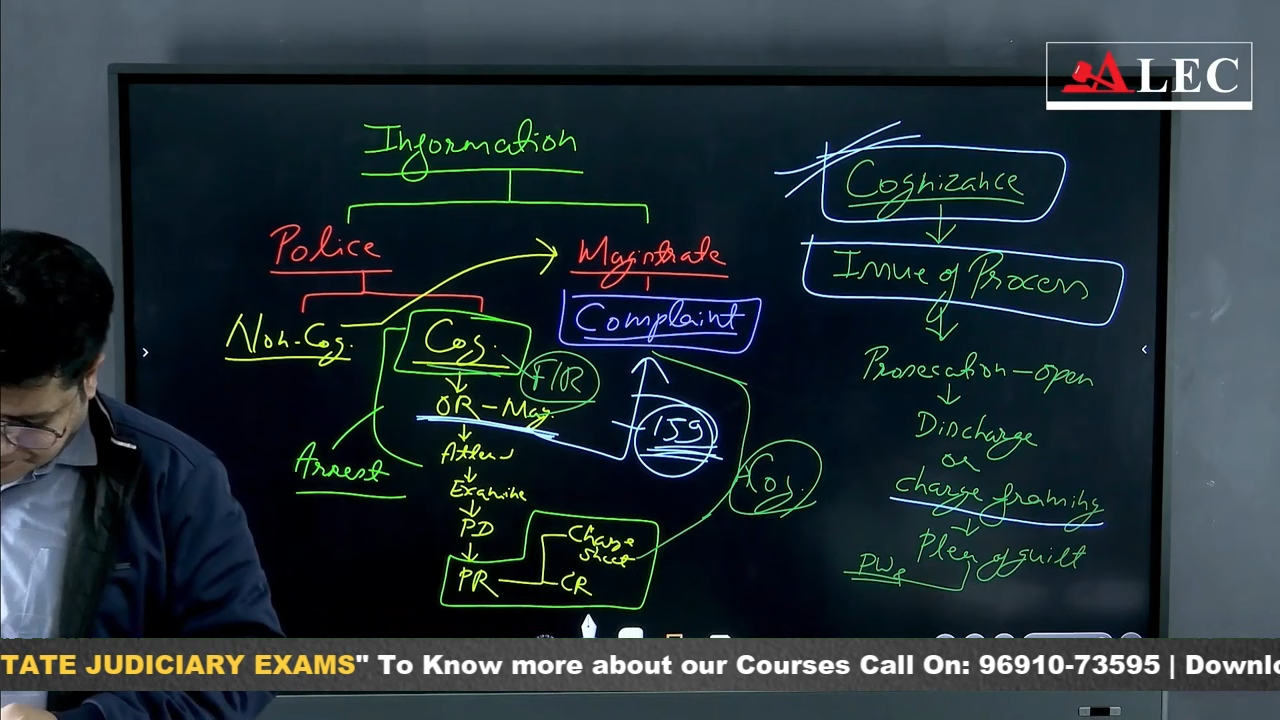 ALEC
Information
Police
Magistrate
Non-Cog.
Cog.
Complaint
FIR
OR-Mag.
159
Atten
Arrest
Examine
PD
Charge
Sheet
PR
CR
Cog.
Cognizance
Issue of Process
Prosecution-open
Discharge
or
charge framing
Plea of guilt
PWs
TATE JUDICIARY EXAMS" To Know more about our Courses Call On: 96910-73595 | Downlo